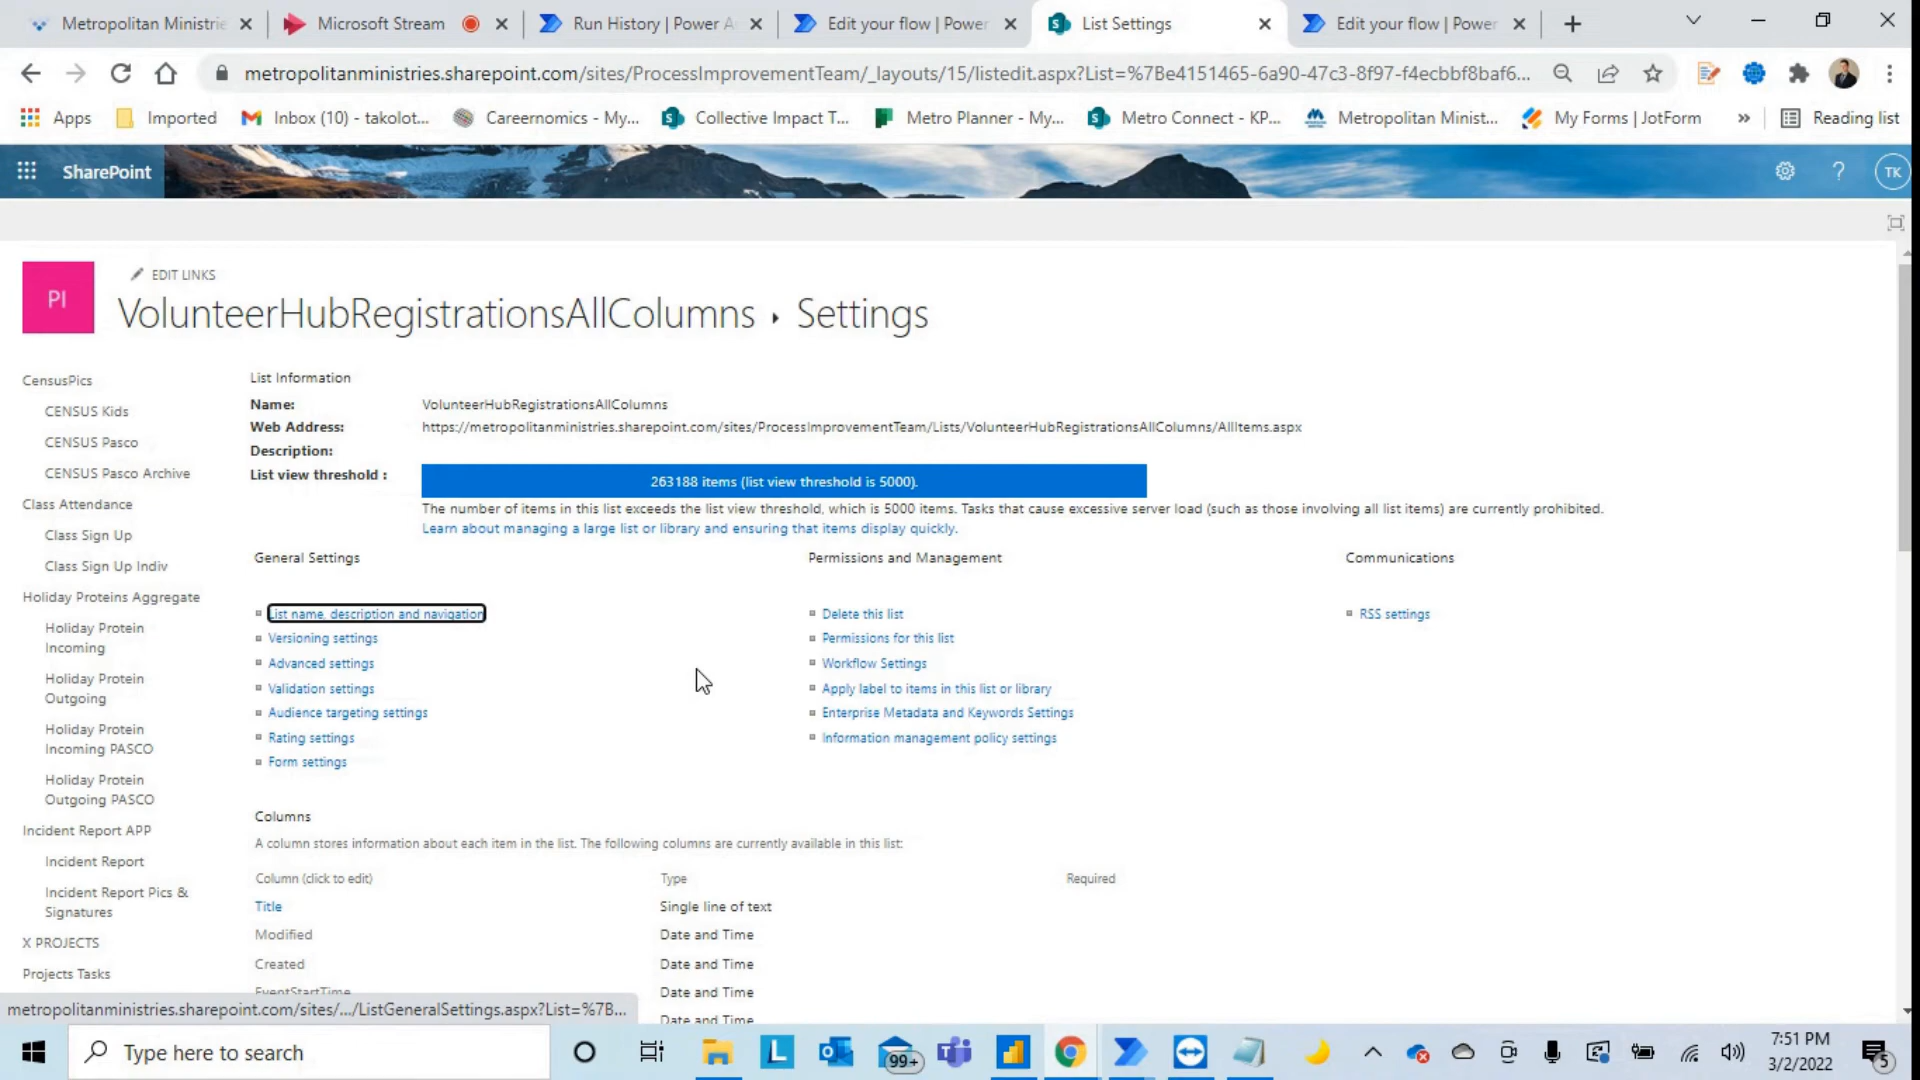 Metropolitan Ministrie
Microsoft Stream
Run History | Power A
Edit your flow | Power
List Settings
Edit your flow | Power
metropolitanministries.sharepoint.com/sites/ProcessImprovementTeam/_layouts/15/listedit.aspx?List=%7Be4151465-6a90-47c3-8f97-f4ecbbf8baf6...
Apps
Imported
Inbox (10) - takolot...
Careernomics - My...
Collective Impact T...
Metro Planner - My...
Metro Connect - KP...
Metropolitan Minist...
My Forms | JotForm
»
Reading list
SharePoint
?
TK
PI
EDIT LINKS
VolunteerHubRegistrationsAllColumns ▸ Settings
CensusPics
CENSUS Kids
CENSUS Pasco
CENSUS Pasco Archive
Class Attendance
Class Sign Up
Class Sign Up Indiv
Holiday Proteins Aggregate
Holiday Protein
Incoming
Holiday Protein
Outgoing
Holiday Protein
Incoming PASCO
Holiday Protein
Outgoing PASCO
Incident Report APP
Incident Report
Incident Report Pics &
Signatures
X PROJECTS
Projects Tasks
List Information
Name: VolunteerHubRegistrationsAllColumns
Web Address: https://metropolitanministries.sharepoint.com/sites/ProcessImprovementTeam/Lists/VolunteerHubRegistrationsAllColumns/AllItems.aspx
Description:
List view threshold : 263188 items (list view threshold is 5000).
The number of items in this list exceeds the list view threshold, which is 5000 items. Tasks that cause excessive server load (such as those involving all list items) are currently prohibited.
Learn about managing a large list or library and ensuring that items display quickly.
General Settings
List name, description and navigation
Versioning settings
Advanced settings
Validation settings
Audience targeting settings
Rating settings
Form settings
Permissions and Management
Delete this list
Permissions for this list
Workflow Settings
Apply label to items in this list or library
Enterprise Metadata and Keywords Settings
Information management policy settings
Communications
RSS settings
Columns
A column stores information about each item in the list. The following columns are currently available in this list:
Column (click to edit) Type Required
Title Single line of text
Modified Date and Time
Created Date and Time
EventStartTime Date and Time
Date and Time
metropolitanministries.sharepoint.com/sites/.../ListGeneralSettings.aspx?List=%7B...
Type here to search
L
99+
7:51 PM
3/2/2022
5